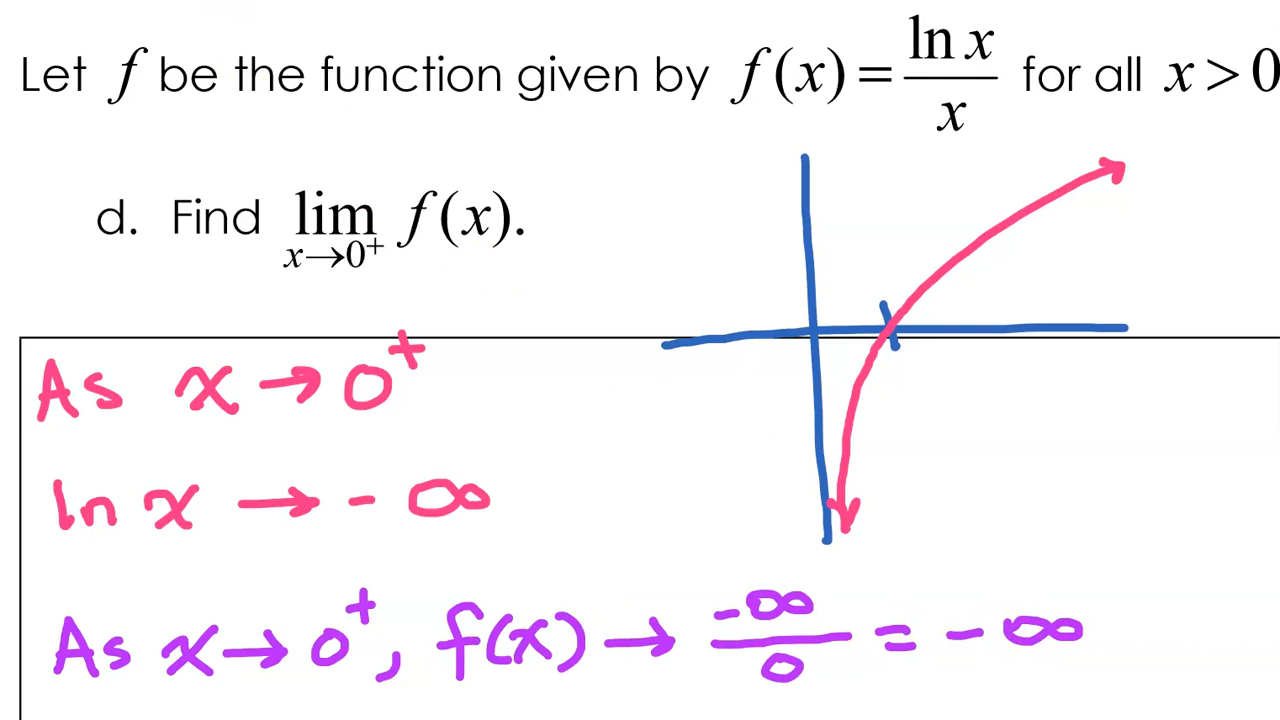 Let f be the function given by f(x) = ln x / x for all x > 0
d. Find lim x→0⁺ f(x).
As x → 0⁺
ln x → - ∞
As x → 0⁺, f(x) → -∞ / 0 = - ∞